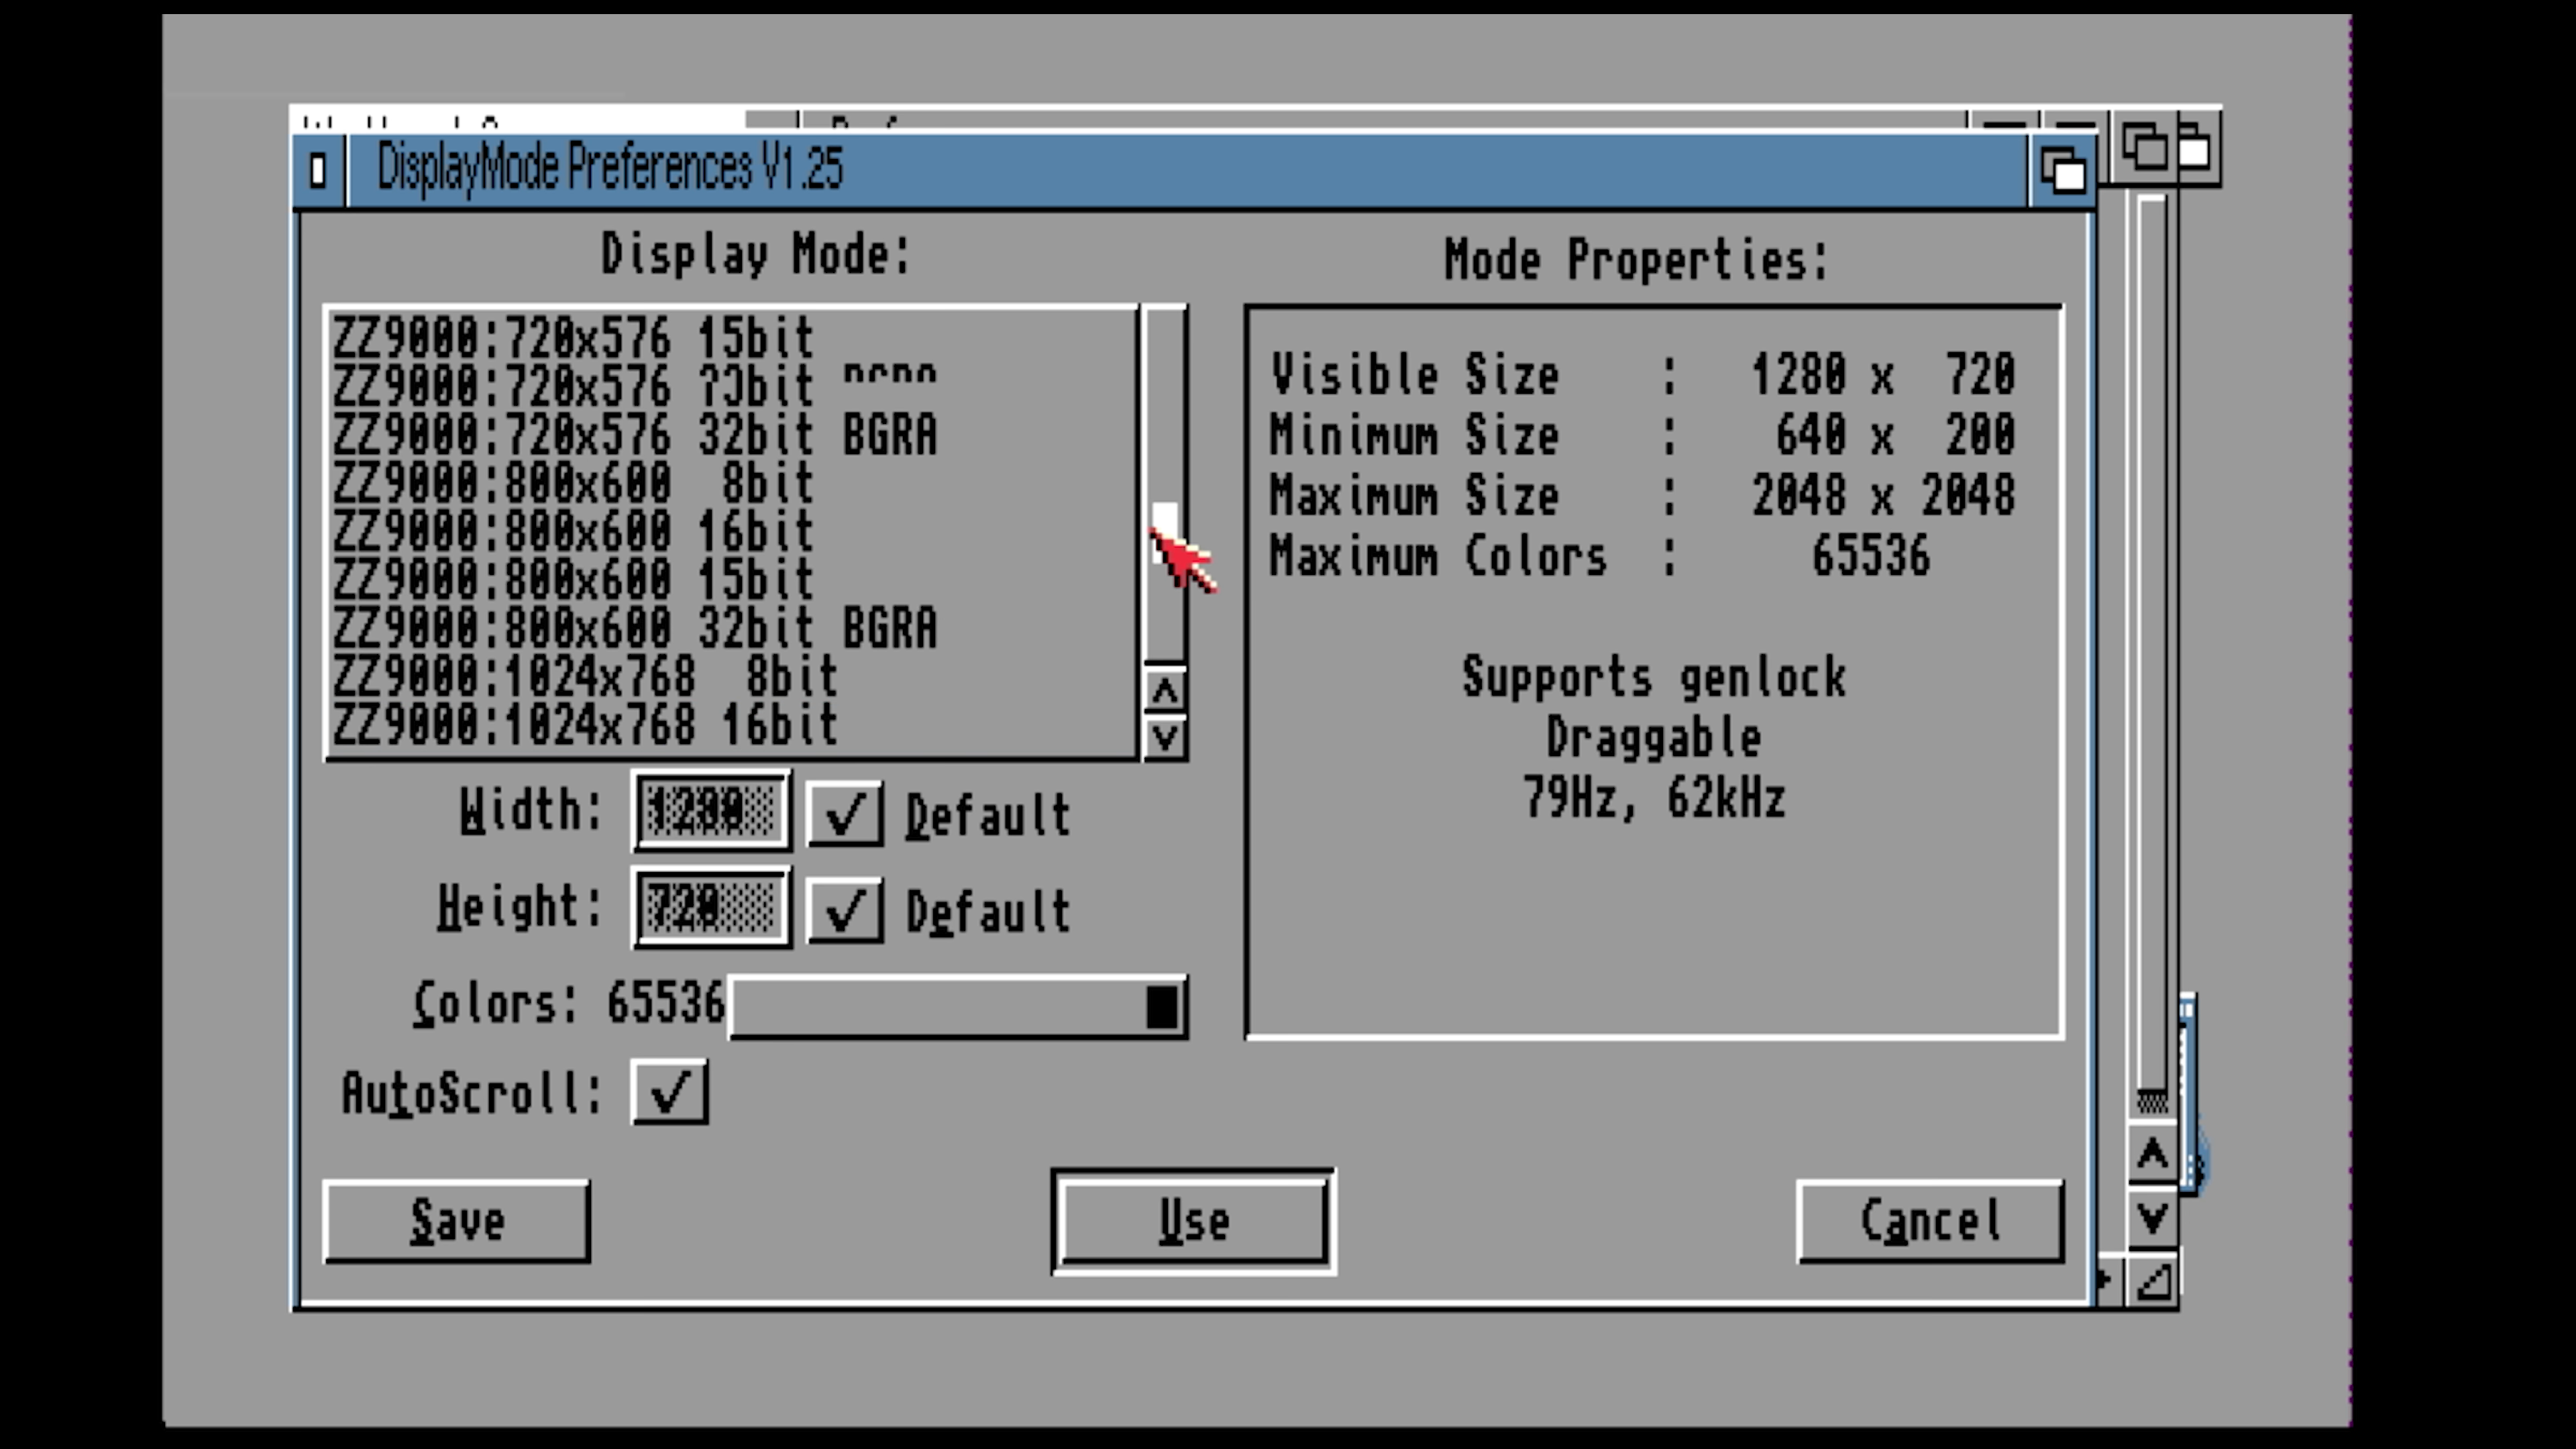 DisplayMode Preferences V1.25
Display Mode:
ZZ9000:720x576 15bit
ZZ9000:720x576
ZZ9000:720x576 32bit BGRA
ZZ9000:800x600 8bit
ZZ9000:800x600 16bit
ZZ9000:800x600 15bit
ZZ9000:800x600 32bit BGRA
ZZ9000:1024x768 8bit
ZZ9000:1024x768 16bit
Width:
Default
Height: 720
Default
Colors: 65536
AutoScroll:
Mode Properties:
Visible Size : 1280 x 720
Minimum Size : 640 x 200
Maximum Size : 2048 x 2048
Maximum Colors : 65536
Supports genlock
Draggable
79Hz, 62kHz
Save
Use
Cancel